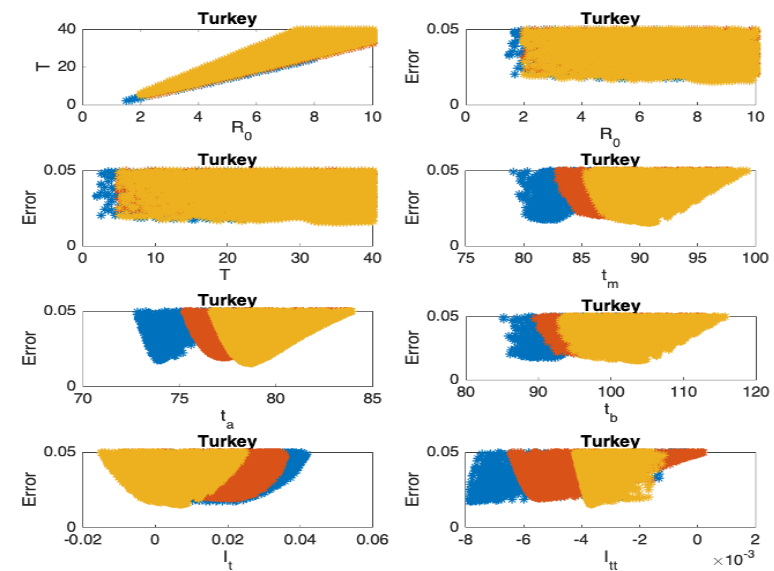 Turkey
40
20
0
T
0 2 4 6 8 10
R0
Turkey
0.05
0
Error
0 2 4 6 8 10
R0
Turkey
0.05
0
Error
0 10 20 30 40
T
Turkey
0.05
0
Error
75 80 85 90 95 100
tm
Turkey
0.05
0
Error
70 75 80 85
ta
Turkey
0.05
0
Error
80 90 100 110 120
tb
Turkey
0.05
0
Error
-0.02 0 0.02 0.04 0.06
It
Turkey
0.05
0
Error
-8 -6 -4 -2 0 2
Itt
×10-3